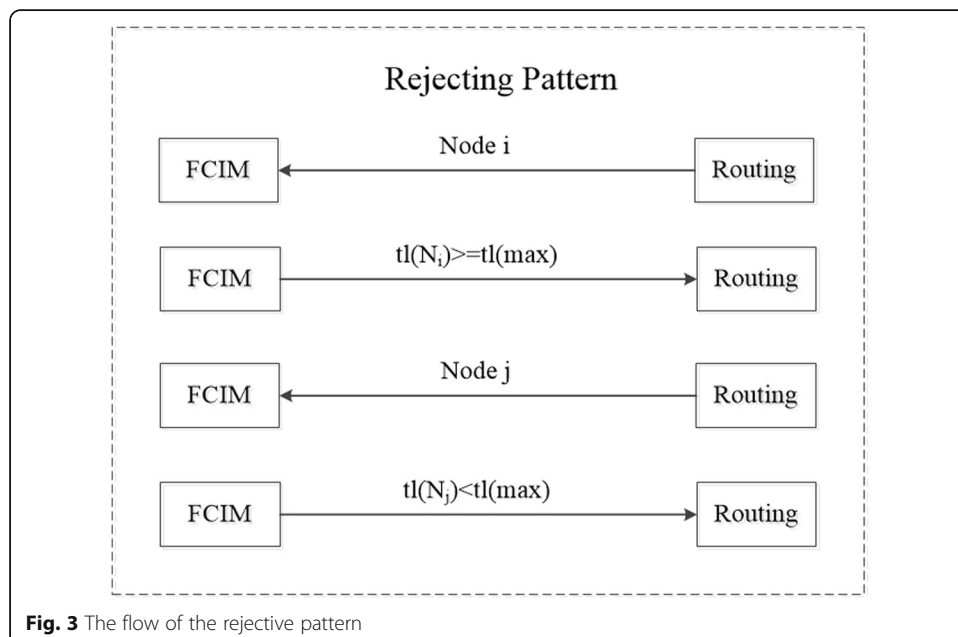 Rejecting Pattern
Node i
FCIM Routing
tl(Nᵢ)>=tl(max)
FCIM Routing
Node j
FCIM Routing
tl(Nⱼ)<tl(max)
FCIM Routing
Fig. 3 The flow of the rejective pattern